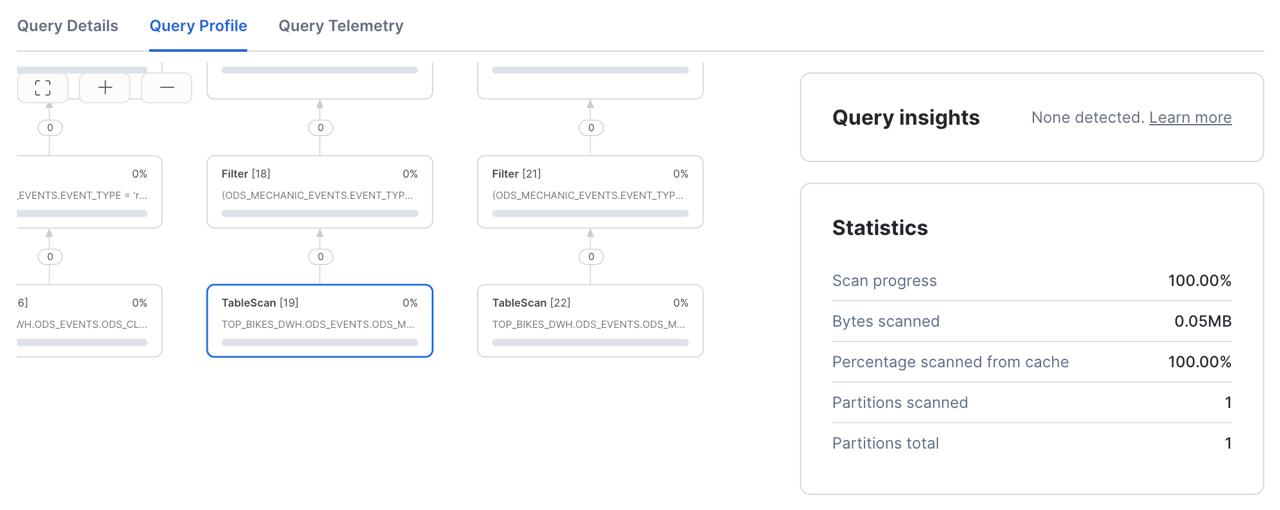 Query Details Query Profile Query Telemetry
0 0 0
0% Filter [18] 0% Filter [21] 0%
_EVENTS.EVENT_TYPE = 'r... (ODS_MECHANIC_EVENTS.EVENT_TYP... (ODS_MECHANIC_EVENTS.EVENT_TYP...
0 0 0
6] 0% TableScan [19] 0% TableScan [22] 0%
WH.ODS_EVENTS.ODS_CL... TOP_BIKES_DWH.ODS_EVENTS.ODS_M... TOP_BIKES_DWH.ODS_EVENTS.ODS_M...
Query insights None detected. Learn more
Statistics
Scan progress 100.00%
Bytes scanned 0.05MB
Percentage scanned from cache 100.00%
Partitions scanned 1
Partitions total 1